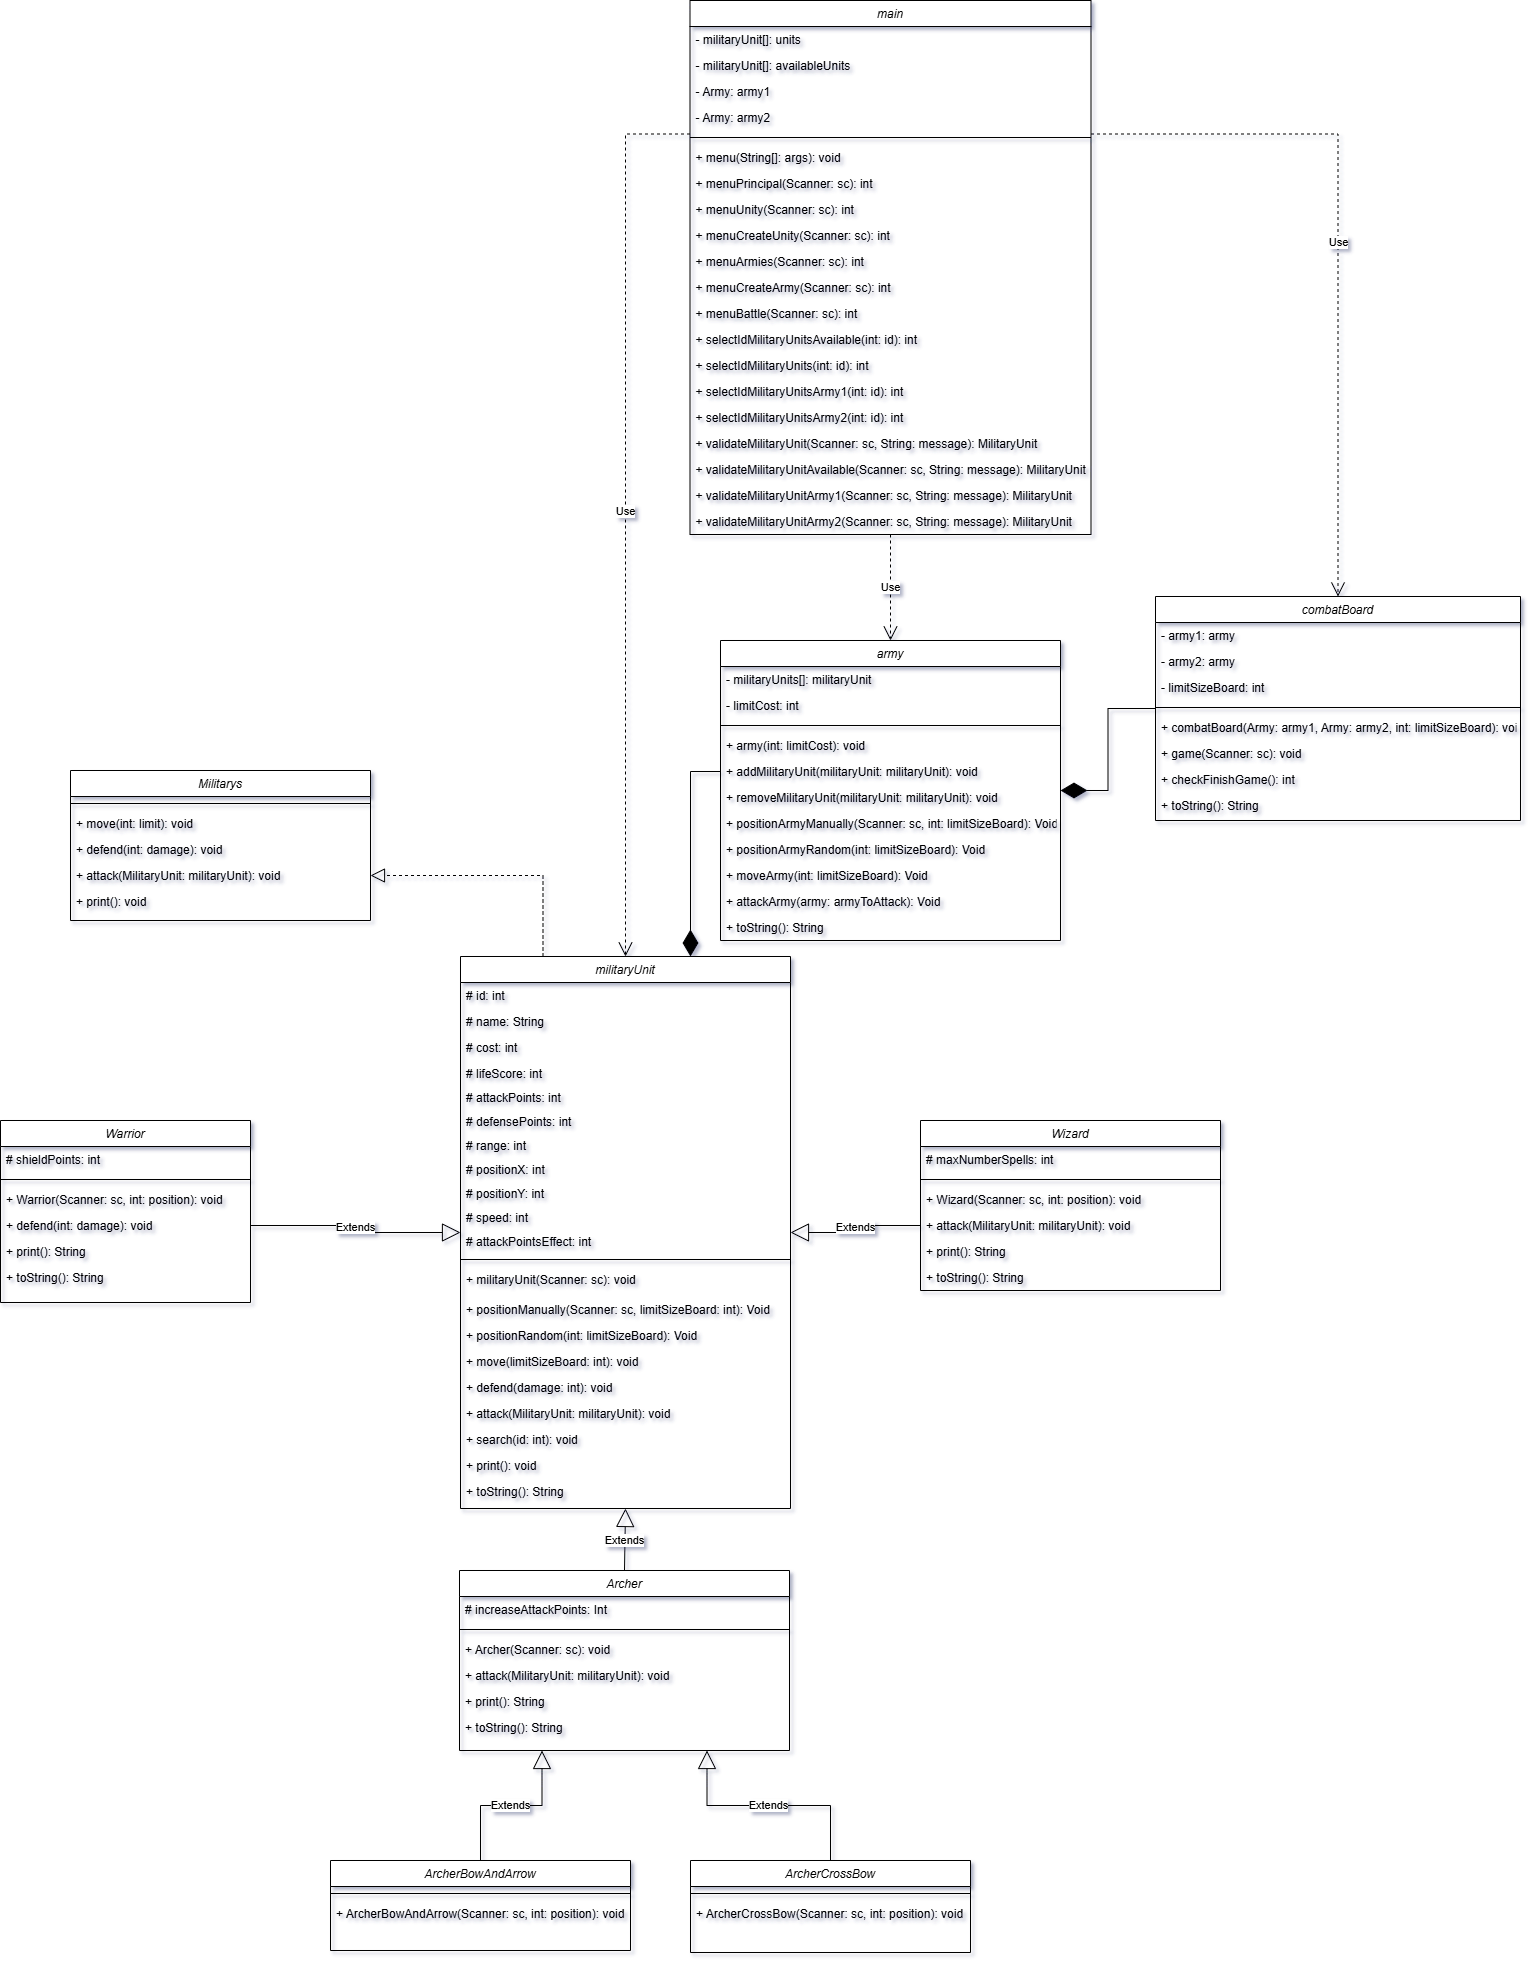 main
- militaryUnit[]: units
- militaryUnit[]: availableUnits
- Army: army1
- Army: army2
+ menu(String[]: args): void
+ menuPrincipal(Scanner: sc): int
+ menuUnity(Scanner: sc): int
+ menuCreateUnity(Scanner: sc): int
+ menuArmies(Scanner: sc): int
+ menuCreateArmy(Scanner: sc): int
+ menuBattle(Scanner: sc): int
+ selectIdMilitaryUnitsAvailable(int: id): int
+ selectIdMilitaryUnits(int: id): int
+ selectIdMilitaryUnitsArmy1(int: id): int
+ selectIdMilitaryUnitsArmy2(int: id): int
+ validateMilitaryUnit(Scanner: sc, String: message): MilitaryUnit
+ validateMilitaryUnitAvailable(Scanner: sc, String: message): MilitaryUnit
+ validateMilitaryUnitArmy1(Scanner: sc, String: message): MilitaryUnit
+ validateMilitaryUnitArmy2(Scanner: sc, String: message): MilitaryUnit
Use
Use
Use
combatBoard
- army1: army
- army2: army
- limitSizeBoard: int
+ combatBoard(Army: army1, Army: army2, int: limitSizeBoard): voi
+ game(Scanner: sc): void
+ checkFinishGame(): int
+ toString(): String
army
- militaryUnits[]: militaryUnit
- limitCost: int
+ army(int: limitCost): void
+ addMilitaryUnit(militaryUnit: militaryUnit): void
+ removeMilitaryUnit(militaryUnit: militaryUnit): void
+ positionArmyManually(Scanner: sc, int: limitSizeBoard): Void
+ positionArmyRandom(int: limitSizeBoard): Void
+ moveArmy(int: limitSizeBoard): Void
+ attackArmy(army: armyToAttack): Void
+ toString(): String
Militarys
+ move(int: limit): void
+ defend(int: damage): void
+ attack(MilitaryUnit: militaryUnit): void
+ print(): void
militaryUnit
# id: int
# name: String
# cost: int
# lifeScore: int
# attackPoints: int
# defensePoints: int
# range: int
# positionX: int
# positionY: int
# speed: int
# attackPointsEffect: int
+ militaryUnit(Scanner: sc): void
+ positionManually(Scanner: sc, limitSizeBoard: int): Void
+ positionRandom(int: limitSizeBoard): Void
+ move(limitSizeBoard: int): void
+ defend(damage: int): void
+ attack(MilitaryUnit: militaryUnit): void
+ search(id: int): void
+ print(): void
+ toString(): String
Warrior
# shieldPoints: int
+ Warrior(Scanner: sc, int: position): void
+ defend(int: damage): void
+ print(): String
+ toString(): String
Extends
Wizard
# maxNumberSpells: int
+ Wizard(Scanner: sc, int: position): void
+ attack(MilitaryUnit: militaryUnit): void
+ print(): String
+ toString(): String
Extends
Extends
Archer
# increaseAttackPoints: Int
+ Archer(Scanner: sc): void
+ attack(MilitaryUnit: militaryUnit): void
+ print(): String
+ toString(): String
Extends
Extends
ArcherBowAndArrow
+ ArcherBowAndArrow(Scanner: sc, int: position): void
ArcherCrossBow
+ ArcherCrossBow(Scanner: sc, int: position): void